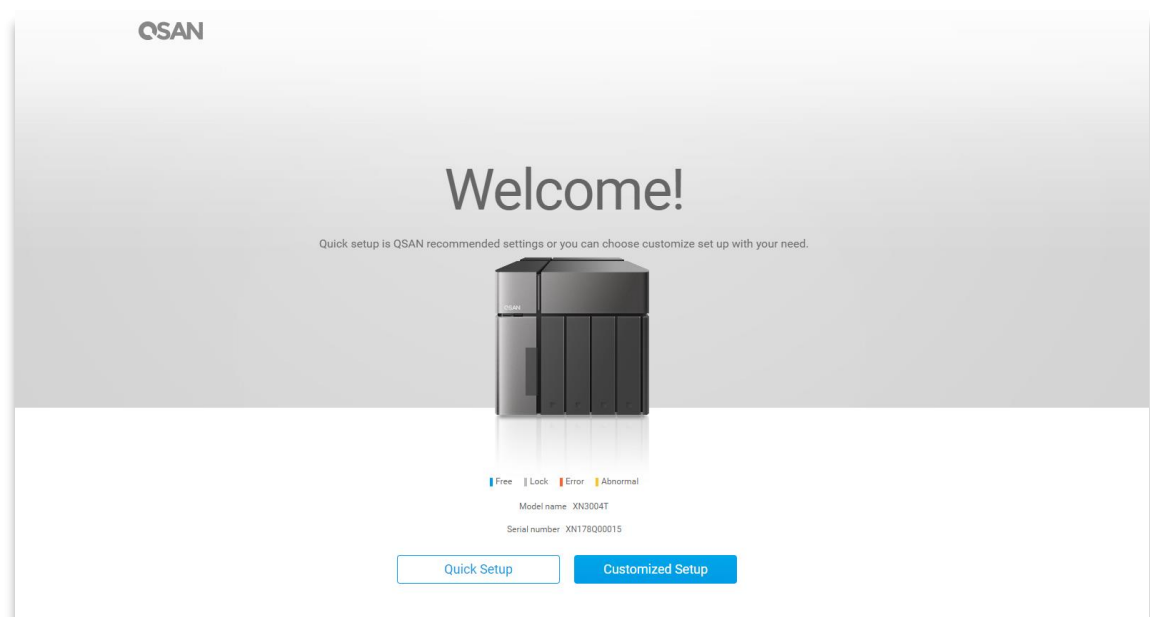 QSAN
Welcome!
Quick setup is QSAN recommended settings or you can choose customize set up with your need.
QSAN
Free Lock Error Abnormal
Model name XN3004T
Serial number XN178Q00015
Quick Setup Customized Setup